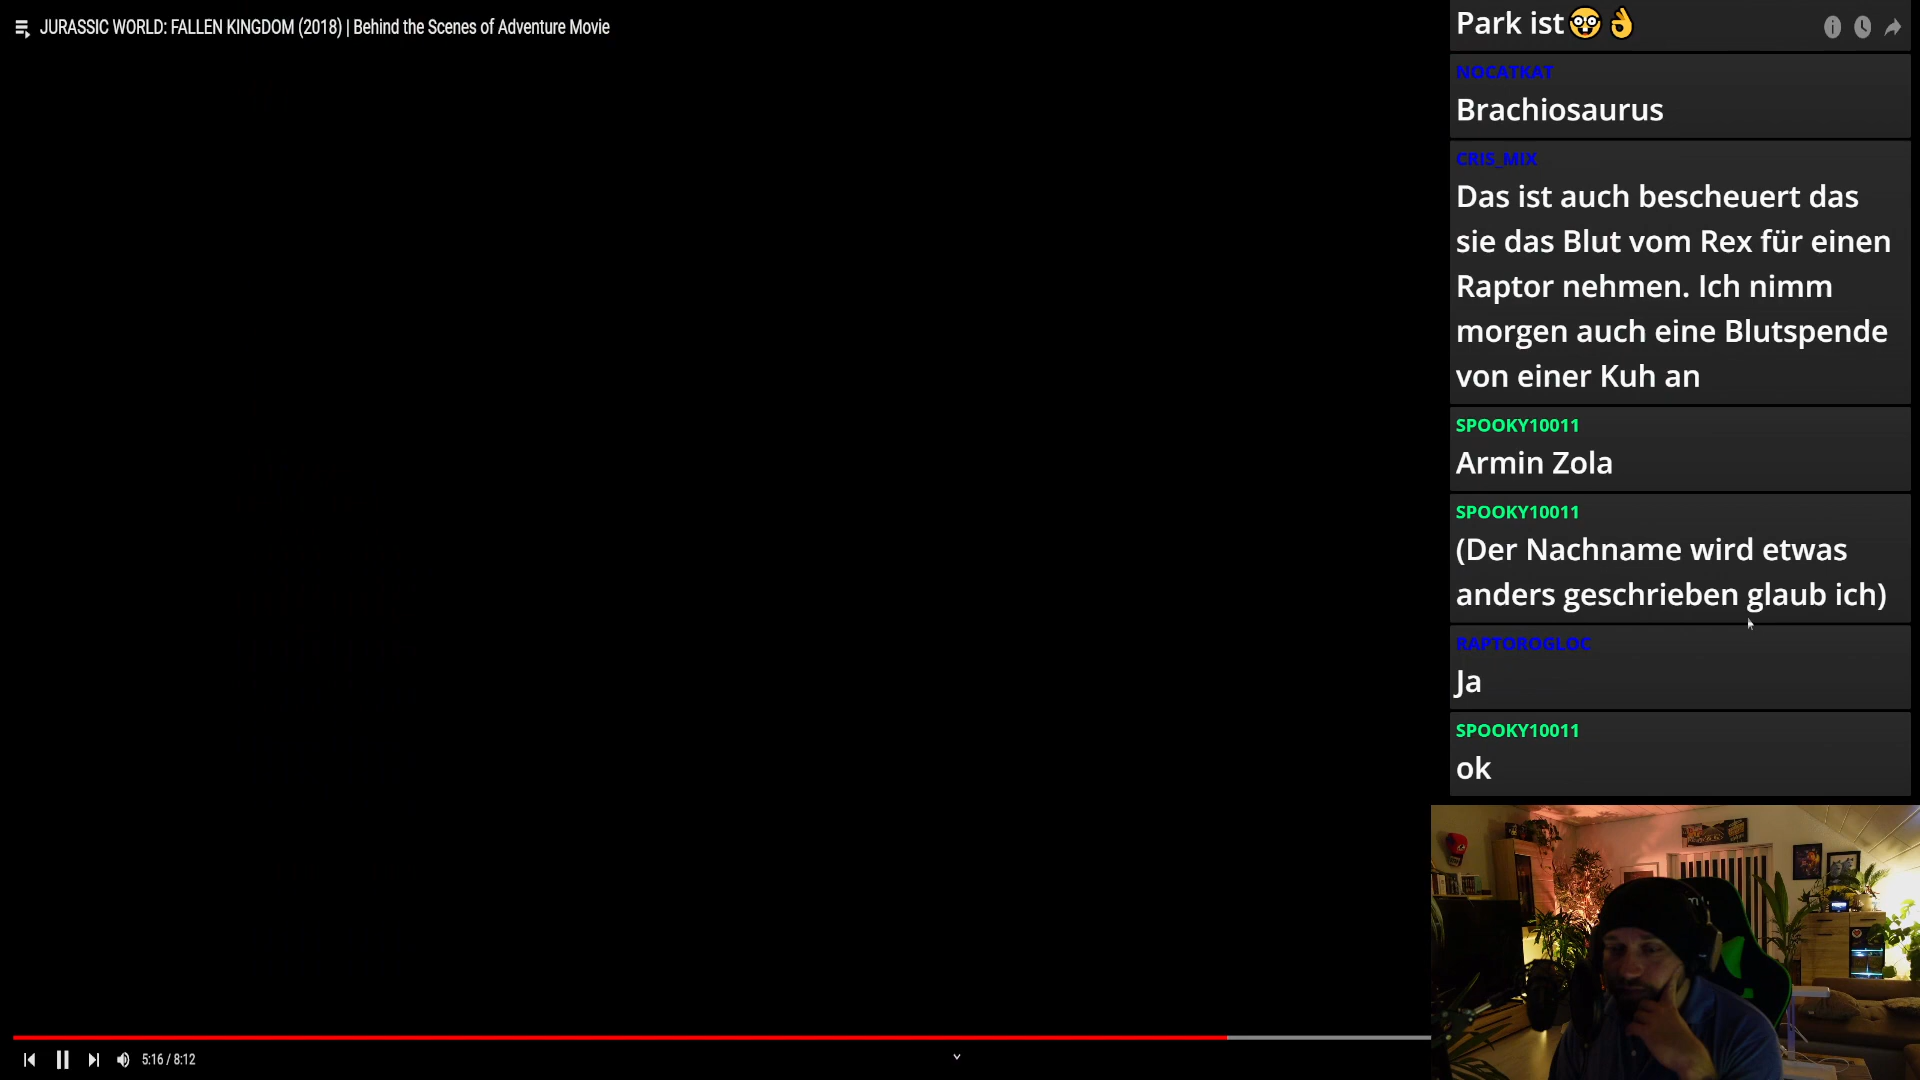 JURASSIC WORLD: FALLEN KINGDOM (2018) | Behind the Scenes of Adventure Movie
Park ist🤓👌
NOCATKAT
Brachiosaurus
CRIS_MIX
Das ist auch bescheuert das
sie das Blut vom Rex für einen
Raptor nehmen. Ich nimm
morgen auch eine Blutspende
von einer Kuh an
SPOOKY10011
Armin Zola
SPOOKY10011
(Der Nachname wird etwas
anders geschrieben glaub ich)
RAPTOROGLOC
Ja
SPOOKY10011
ok
5:16 / 8:12